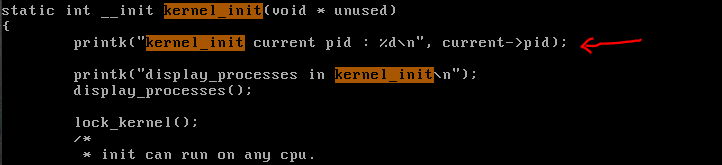 static int __init kernel_init(void * unused)
{
printk("kernel_init current pid : %d\n", current->pid);
printk("display_processes in kernel_init\n");
display_processes();
lock_kernel();
/*
* init can run on any cpu.